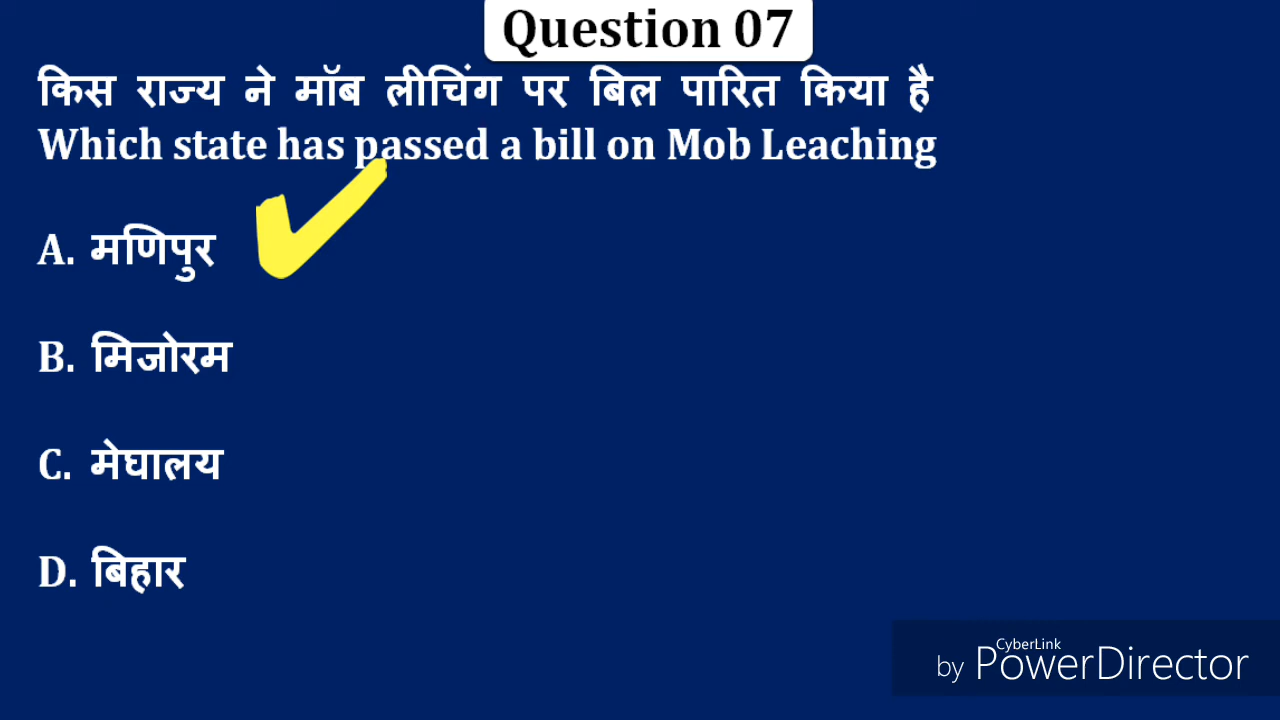 Question 07
किस राज्य ने मॉब लीचिंग पर बिल पारित किया है
Which state has passed a bill on Mob Leaching
A. मणिपुर
B. मिजोरम
C. मेघालय
D. बिहार
CyberLink
by PowerDirector